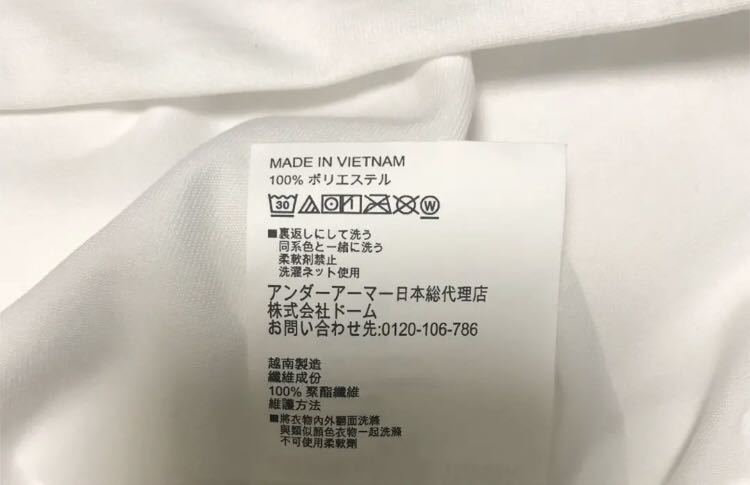 MADE IN VIETNAM
100% ポリエステル
30 W
■裏返しにして洗う
同系色と一緒に洗う
柔軟剤禁止
洗濯ネット使用
アンダーアーマー日本総代理店
株式会社ドーム
お問い合わせ先:0120-106-786
越南製造
纖維成份
100% 聚酯纖維
維護方法
■將衣物內外翻面洗滌
與類似顏色衣物一起洗滌
不可使用柔軟劑